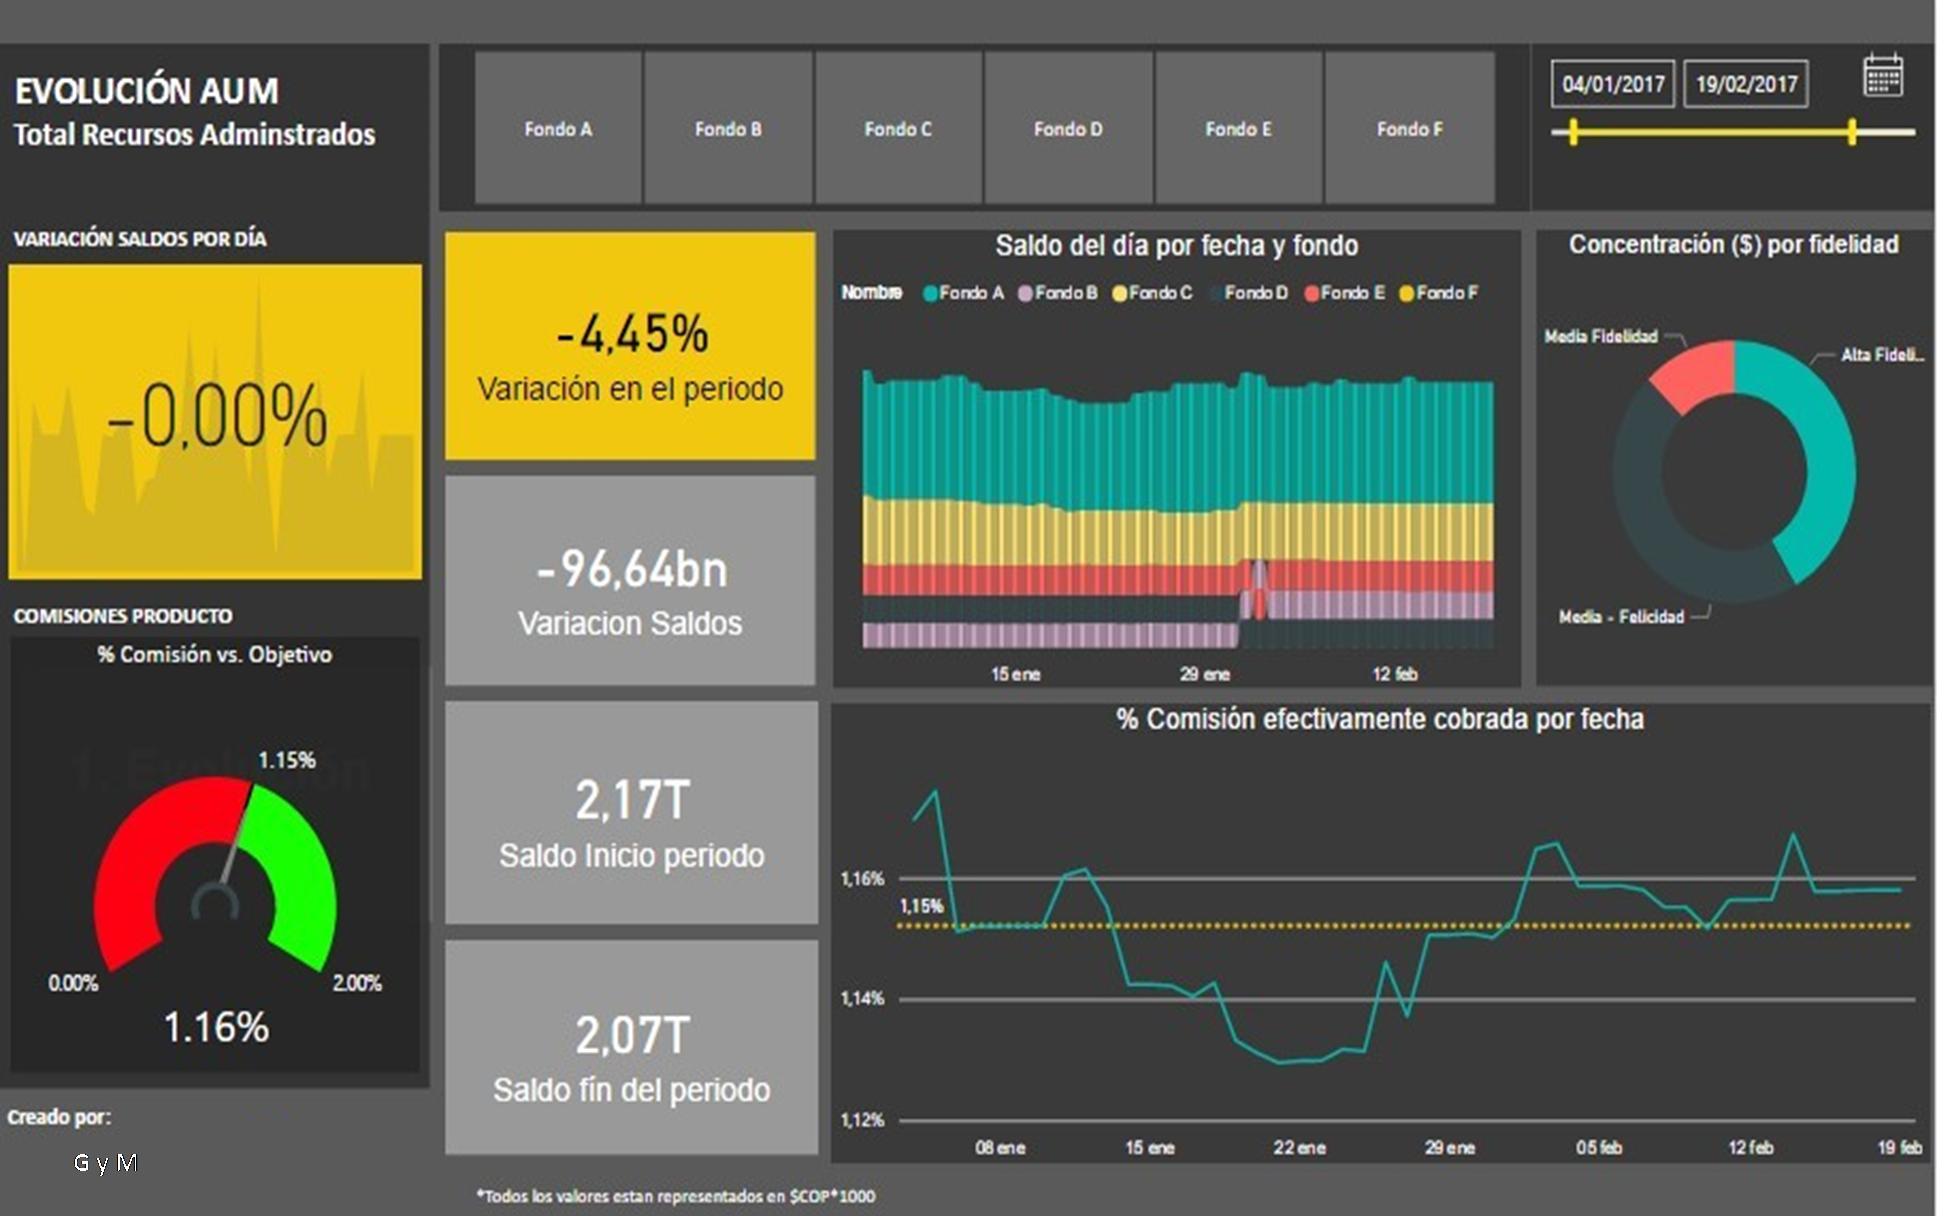 EVOLUCIÓN AUM
Total Recursos Adminstrados
Fondo A
Fondo B
Fondo C
Fondo D
Fondo E
Fondo F
04/01/2017
19/02/2017
VARIACIÓN SALDOS POR DÍA
-0,00%
COMISIONES PRODUCTO
% Comisión vs. Objetivo
1.15%
0.00%
2.00%
1.16%
Creado por:
G y M
-4,45%
Variación en el periodo
-96,64bn
Variacion Saldos
2,17T
Saldo Inicio periodo
2,07T
Saldo fín del periodo
*Todos los valores estan representados en $COP*1000
Saldo del día por fecha y fondo
Nombre Fondo A Fondo B Fondo C Fondo D Fondo E Fondo F
15 ene 29 ene 12 feb
Concentración ($) por fidelidad
Media Fidelidad
Alta Fideli...
Media - Felicidad
% Comisión efectivamente cobrada por fecha
1,16%
1,15%
1,14%
1,12%
08 ene 15 ene 22 ene 29 ene 05 feb 12 feb 19 feb